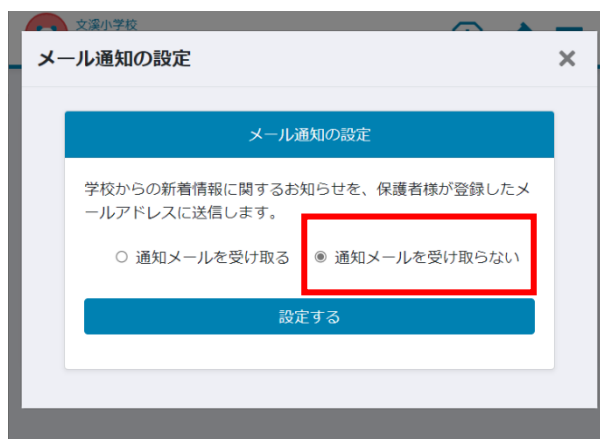 文溪小学校
メール通知の設定
×
メール通知の設定
学校からの新着情報に関するお知らせを、保護者様が登録したメ
ールアドレスに送信します。
通知メールを受け取る 通知メールを受け取らない
設定する